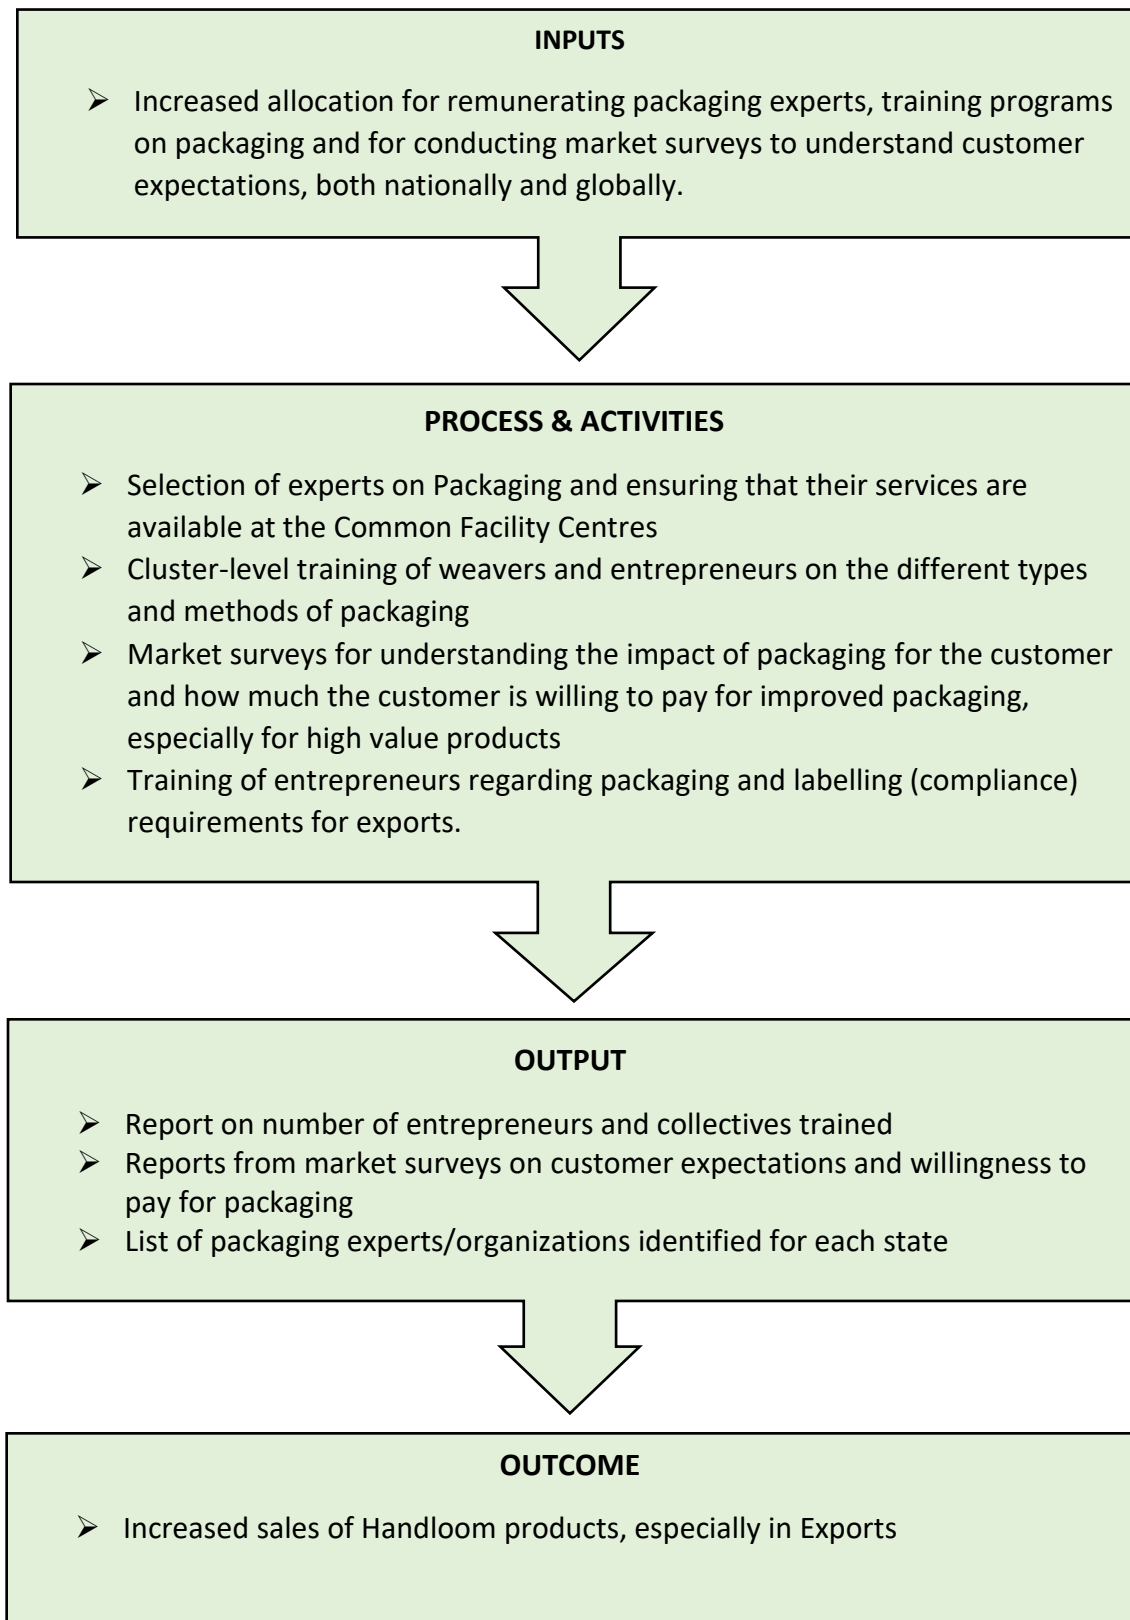 INPUTS
➢ Increased allocation for remunerating packaging experts, training programs
on packaging and for conducting market surveys to understand customer
expectations, both nationally and globally.
PROCESS & ACTIVITIES
➢ Selection of experts on Packaging and ensuring that their services are
available at the Common Facility Centres
➢ Cluster-level training of weavers and entrepreneurs on the different types
and methods of packaging
➢ Market surveys for understanding the impact of packaging for the customer
and how much the customer is willing to pay for improved packaging,
especially for high value products
➢ Training of entrepreneurs regarding packaging and labelling (compliance)
requirements for exports.
OUTPUT
➢ Report on number of entrepreneurs and collectives trained
➢ Reports from market surveys on customer expectations and willingness to
pay for packaging
➢ List of packaging experts/organizations identified for each state
OUTCOME
➢ Increased sales of Handloom products, especially in Exports